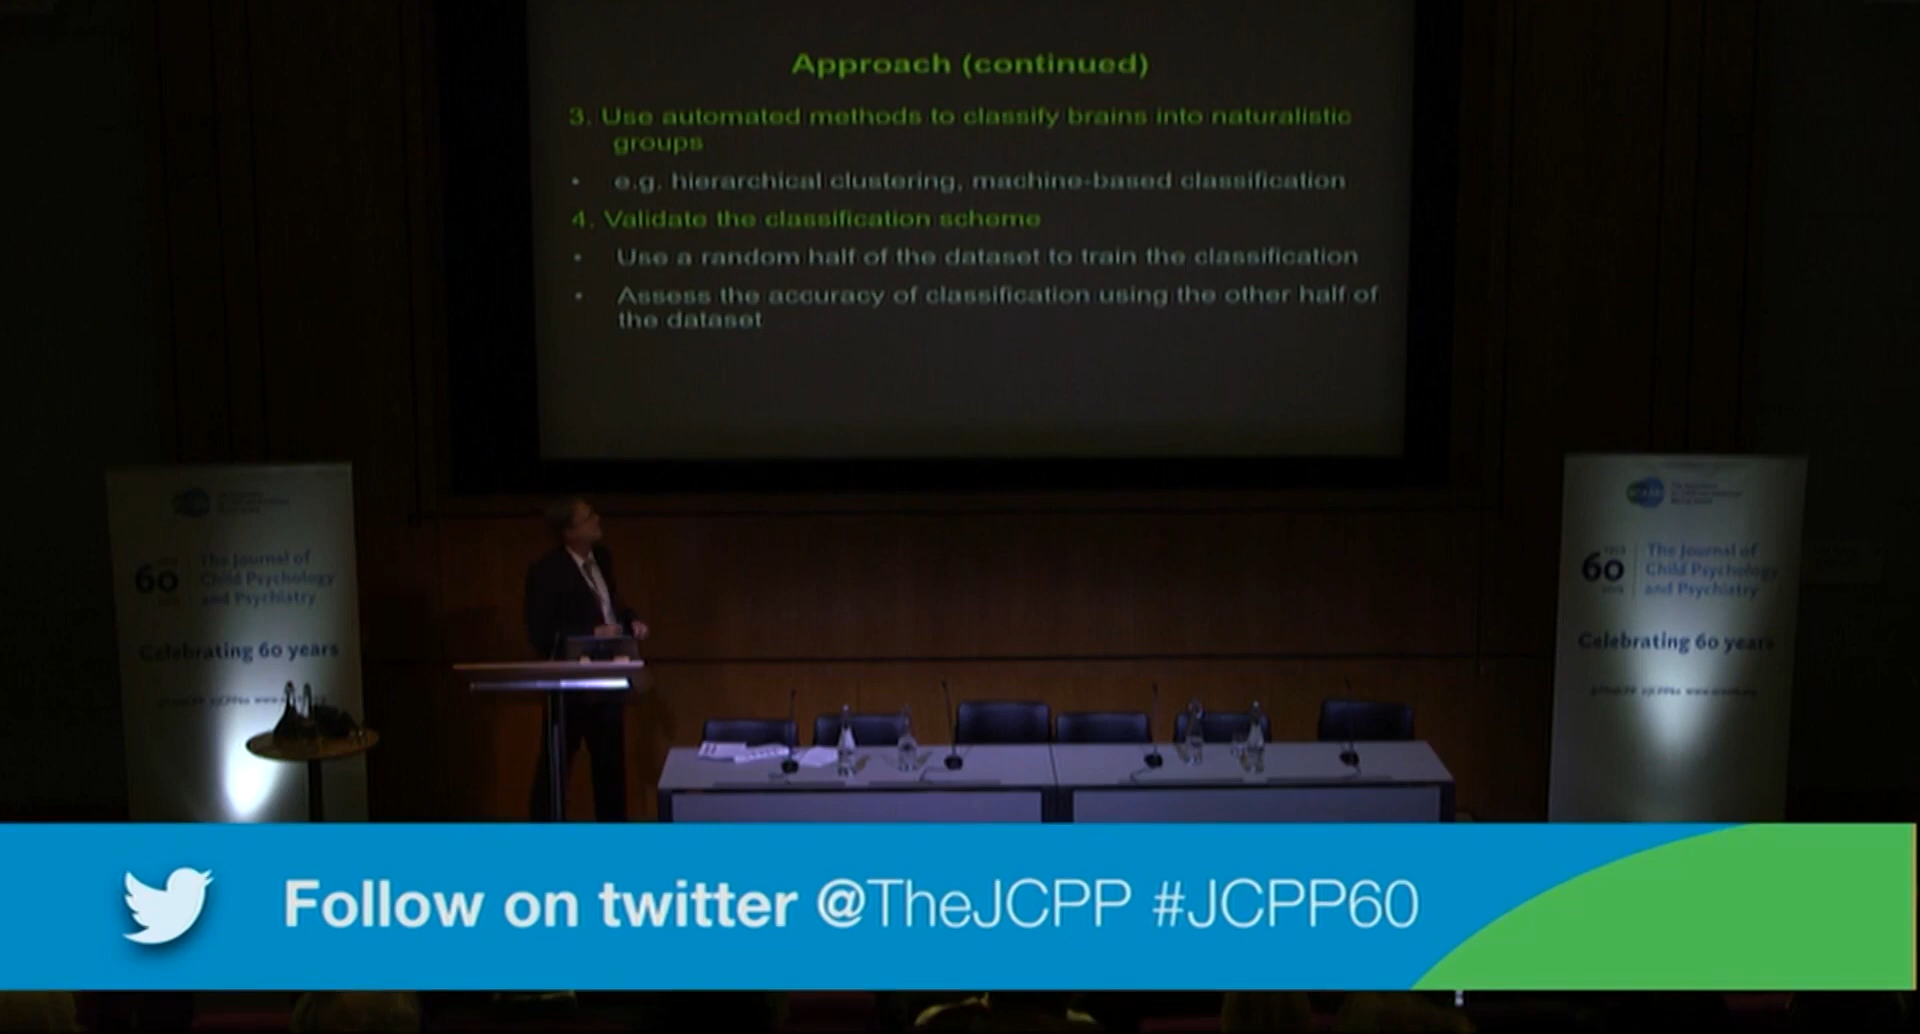 Approach (continued)
3. Use automated methods to classify brains into naturalistic
groups
• e.g. hierarchical clustering, machine-based classification
4. Validate the classification scheme
• Use a random half of the dataset to train the classification
• Assess the accuracy of classification using the other half of
the dataset
60
The Journal of
Child Psychology
and Psychiatry
Celebrating 60 years
60
The Journal of
Child Psychology
and Psychiatry
Celebrating 60 years
Follow on twitter @TheJCPP #JCPP60